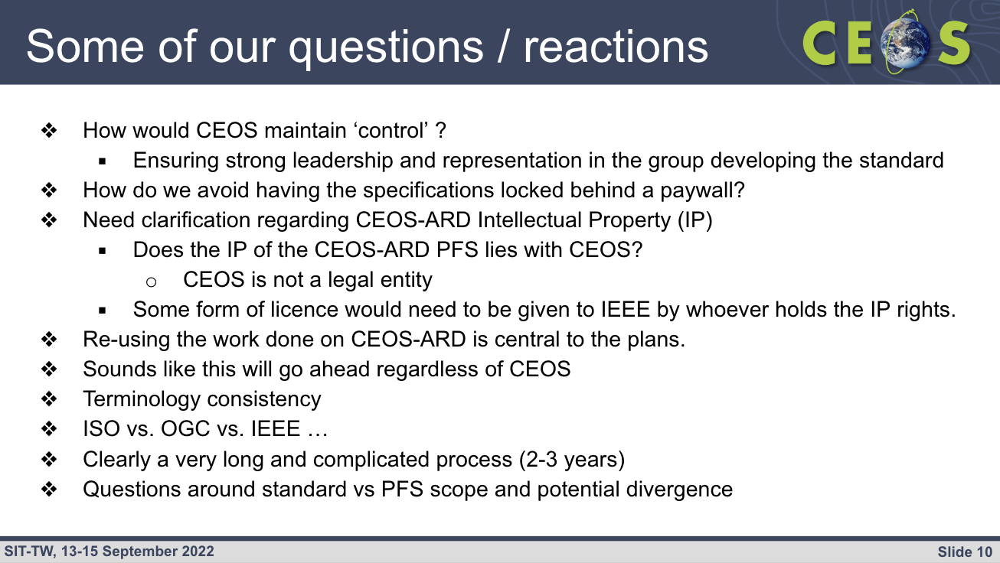 Some of our questions / reactions
CEOS
❖ How would CEOS maintain ‘control’ ?
▪ Ensuring strong leadership and representation in the group developing the standard
❖ How do we avoid having the specifications locked behind a paywall?
❖ Need clarification regarding CEOS-ARD Intellectual Property (IP)
▪ Does the IP of the CEOS-ARD PFS lies with CEOS?
o CEOS is not a legal entity
▪ Some form of licence would need to be given to IEEE by whoever holds the IP rights.
❖ Re-using the work done on CEOS-ARD is central to the plans.
❖ Sounds like this will go ahead regardless of CEOS
❖ Terminology consistency
❖ ISO vs. OGC vs. IEEE …
❖ Clearly a very long and complicated process (2-3 years)
❖ Questions around standard vs PFS scope and potential divergence
SIT-TW, 13-15 September 2022
Slide 10